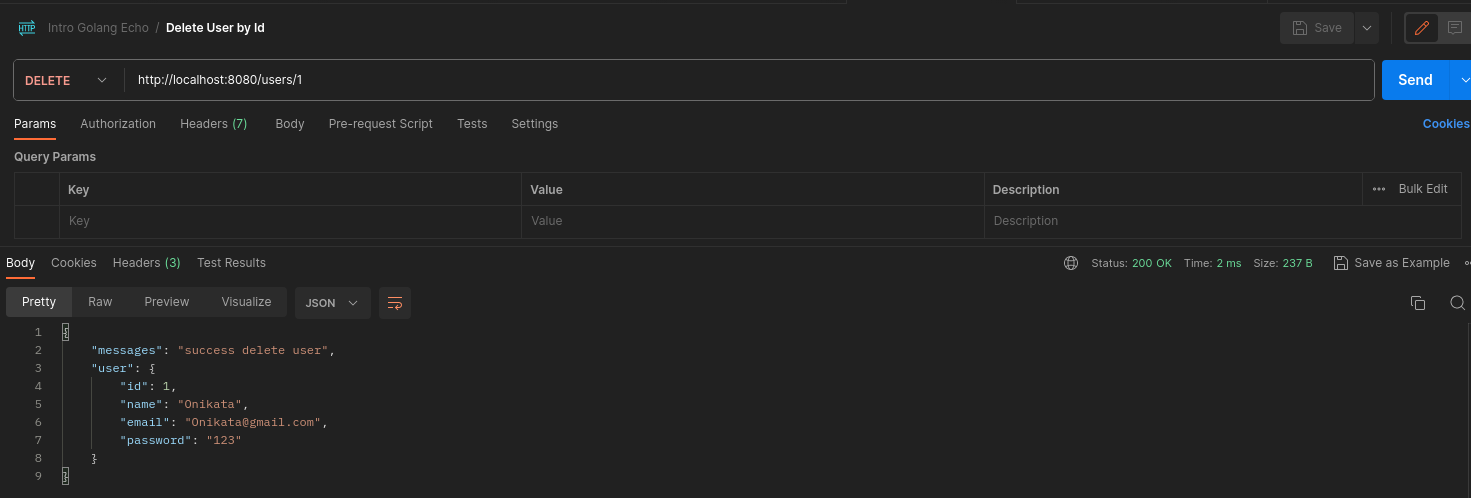 HTTP Intro Golang Echo / Delete User by Id Save
DELETE http://localhost:8080/users/1 Send
Params Authorization Headers (7) Body Pre-request Script Tests Settings Cookies
Query Params
Key Value Description ••• Bulk Edit
Key Value Description
Body Cookies Headers (3) Test Results Status: 200 OK Time: 2 ms Size: 237 B Save as Example
Pretty Raw Preview Visualize JSON
1 {
2 "messages": "success delete user",
3 "user": {
4 "id": 1,
5 "name": "Onikata",
6 "email": "Onikata@gmail.com",
7 "password": "123"
8 }
9 }